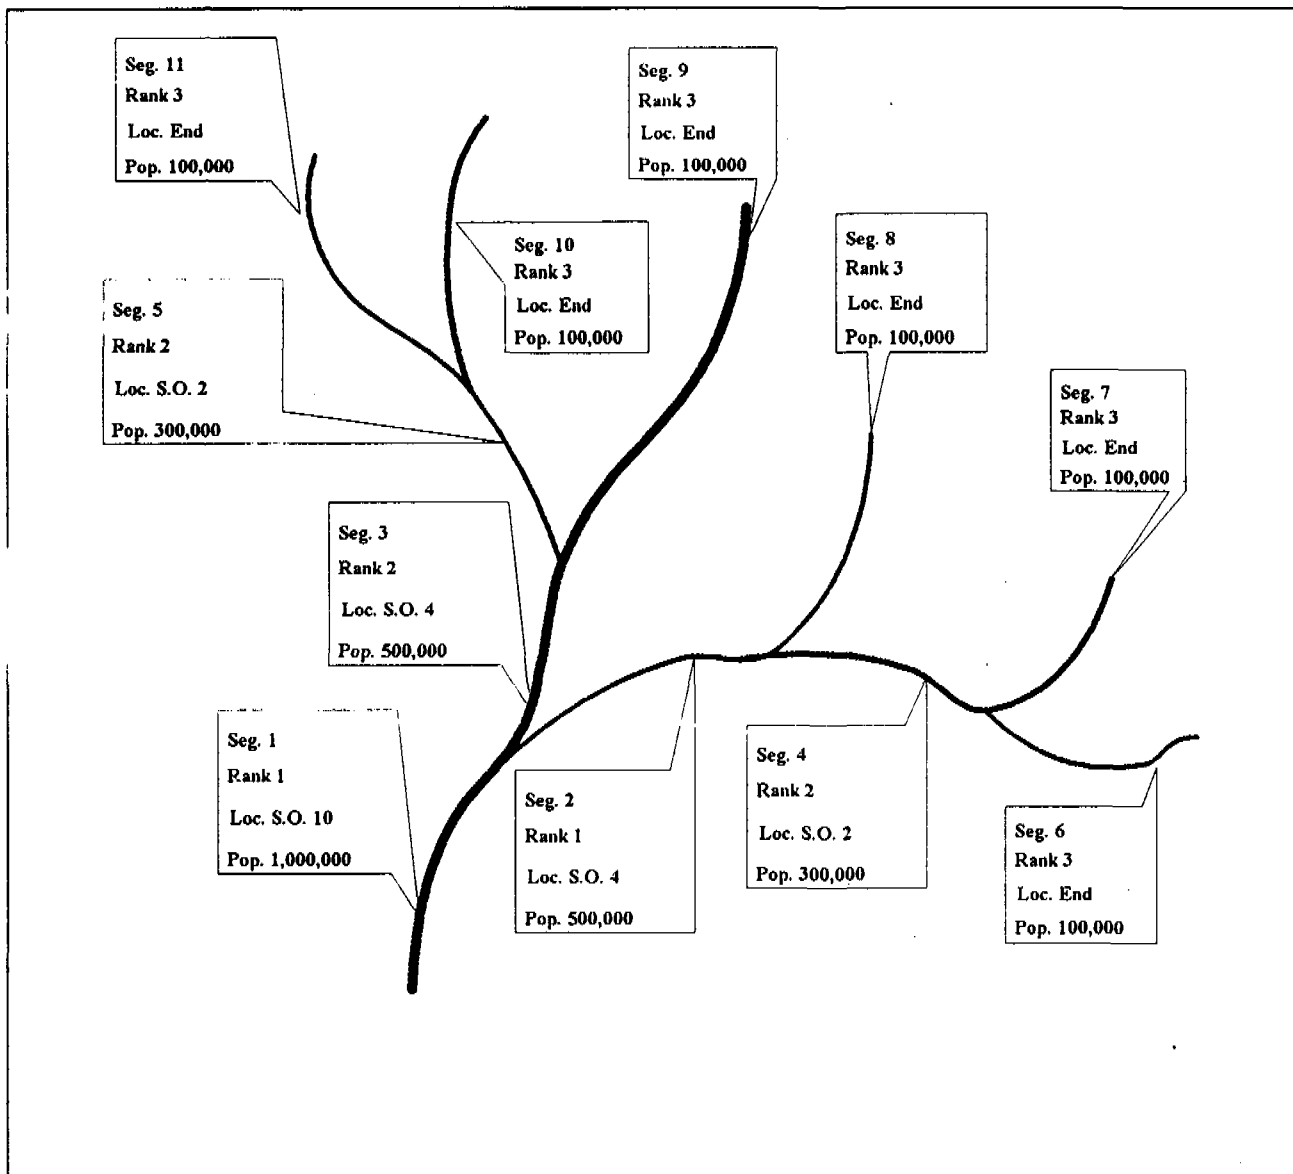 Seg. 11
Rank 3
Loc. End
Pop. 100,000
Seg. 9
Rank 3
Loc. End
Pop. 100,000
Seg. 10
Rank 3
Loc. End
Pop. 100,000
Seg. 8
Rank 3
Loc. End
Pop. 100,000
Seg. 5
Rank 2
Loc. S.O. 2
Pop. 300,000
Seg. 7
Rank 3
Loc. End
Pop. 100,000
Seg. 3
Rank 2
Loc. S.O. 4
Pop. 500,000
Seg. 1
Rank 1
Loc. S.O. 10
Pop. 1,000,000
Seg. 2
Rank 1
Loc. S.O. 4
Pop. 500,000
Seg. 4
Rank 2
Loc. S.O. 2
Pop. 300,000
Seg. 6
Rank 3
Loc. End
Pop. 100,000